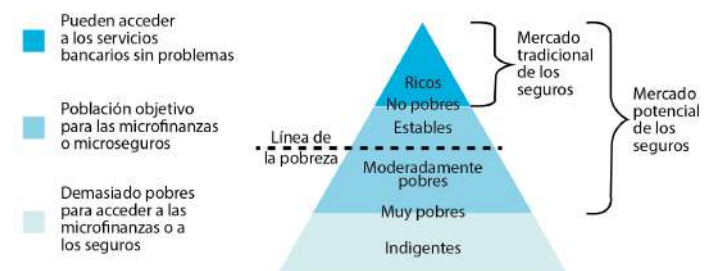 Pueden acceder
a los servicios
bancarios sin problemas
Población objetivo
para las microfinanzas
o microseguros
Demasiado pobres
para acceder a las
microfinanzas o a
los seguros
Línea de
la pobreza
Ricos
No pobres
Estables
Moderadamente
pobres
Muy pobres
Indigentes
Mercado
tradicional
de los
seguros
Mercado
potencial
de los
seguros